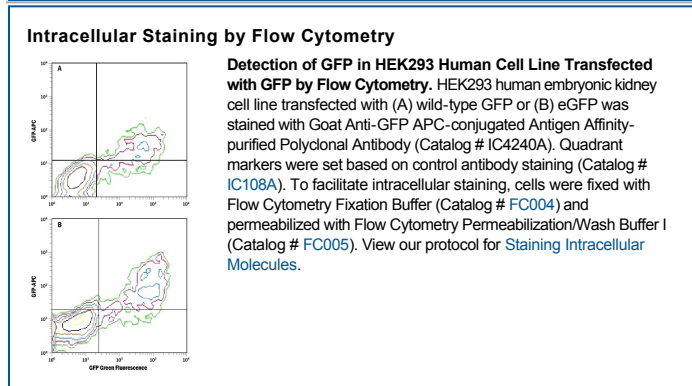 Intracellular Staining by Flow Cytometry
Detection of GFP in HEK293 Human Cell Line Transfected
with GFP by Flow Cytometry. HEK293 human embryonic kidney
cell line transfected with (A) wild-type GFP or (B) eGFP was
stained with Goat Anti-GFP APC-conjugated Antigen Affinity-
purified Polyclonal Antibody (Catalog # IC4240A). Quadrant
markers were set based on control antibody staining (Catalog #
IC108A). To facilitate intracellular staining, cells were fixed with
Flow Cytometry Fixation Buffer (Catalog # FC004) and
permeabilized with Flow Cytometry Permeabilization/Wash Buffer I
(Catalog # FC005). View our protocol for Staining Intracellular
Molecules.
A
GFP-APC
B
GFP-APC
GFP Green Fluorescence